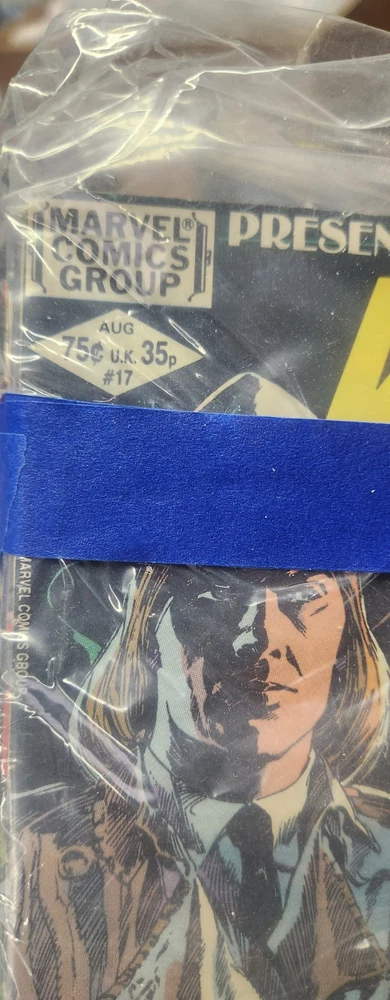 MARVEL®
COMICS
GROUP
PRESEN
AUG
75¢ U.K. 35p
#17
MARVEL COMICS GROUP